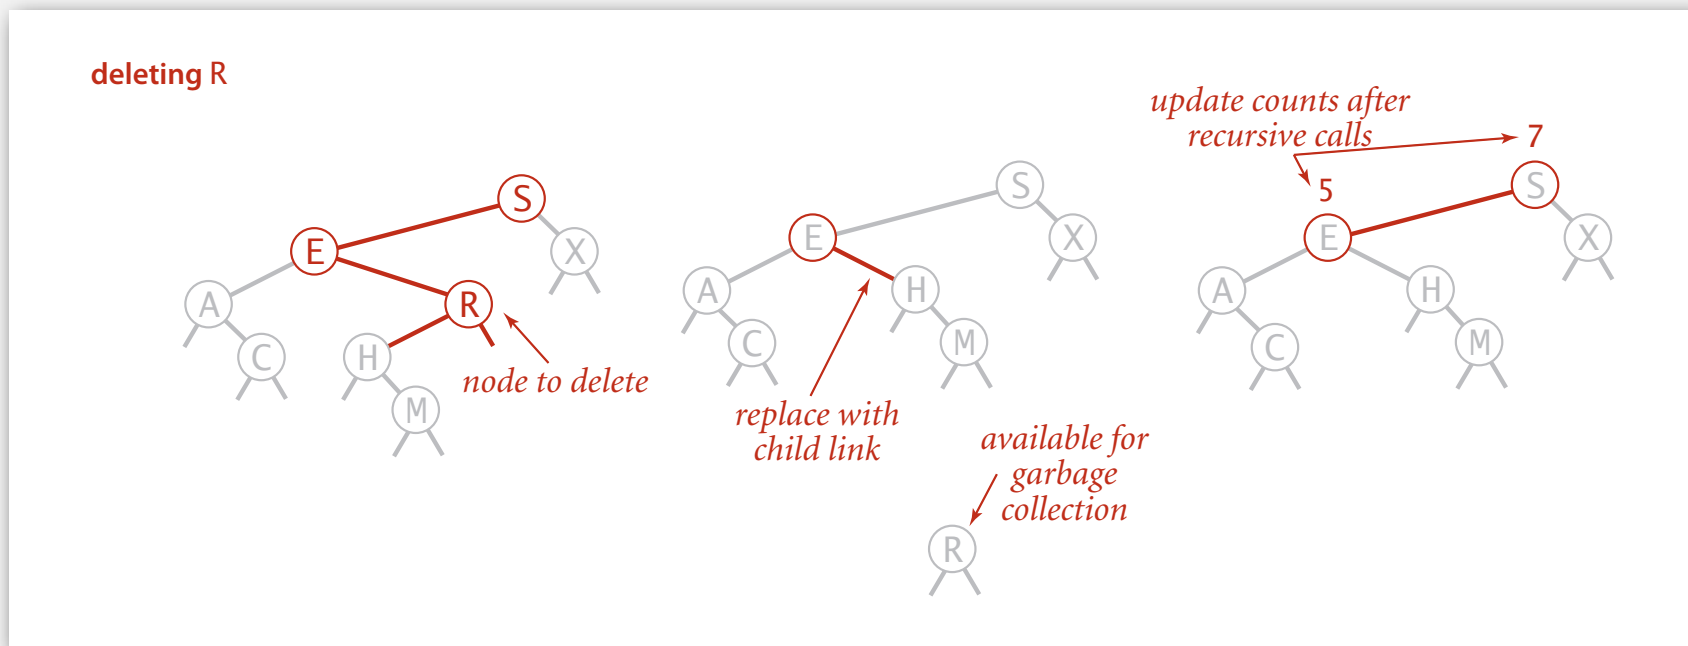 deleting R
S
E
X
A
R
C
H
M
node to delete
S
E
X
A
H
C
M
replace with
child link
available for
garbage
collection
R
update counts after
recursive calls
7
5
S
E
X
A
H
C
M